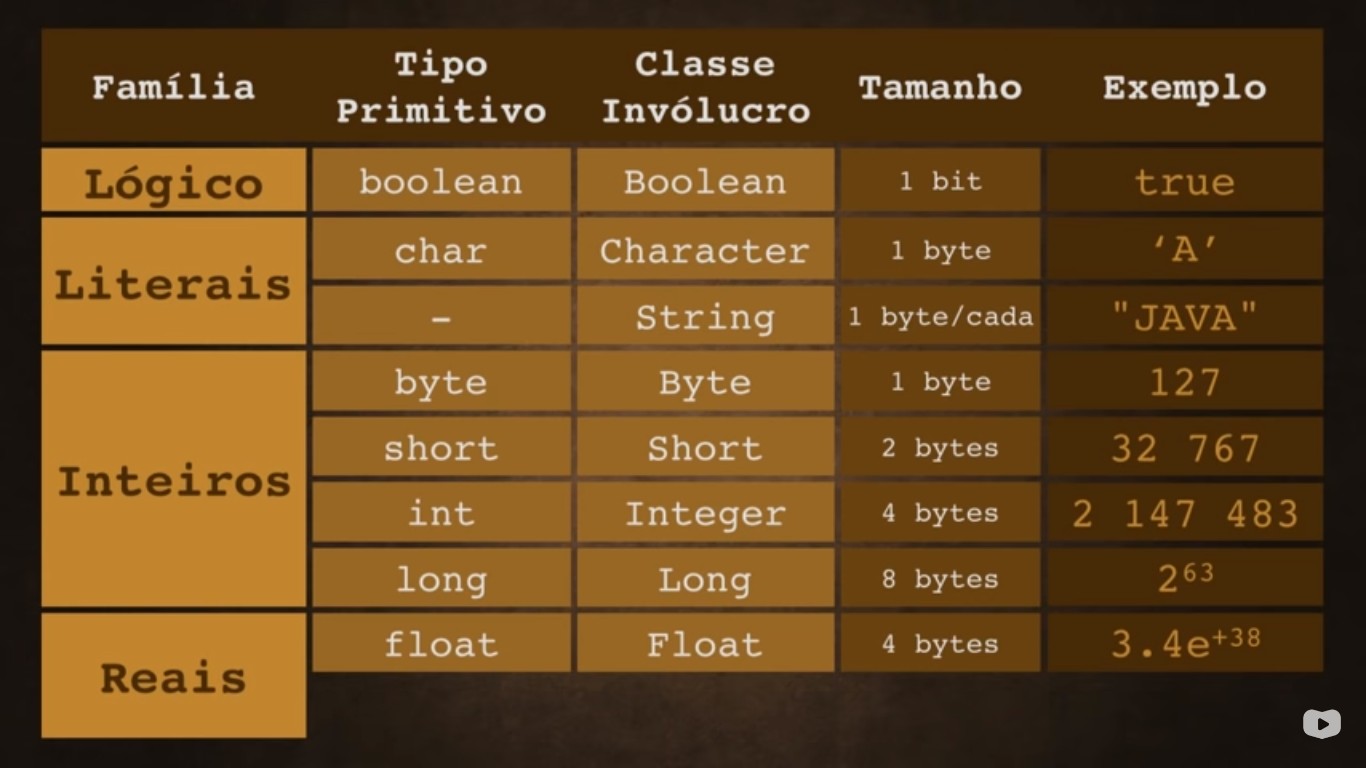 Família
Tipo Primitivo
Classe Invólucro
Tamanho
Exemplo
Lógico
boolean
Boolean
1 bit
true
Literais
char
Character
1 byte
‘A’
-
String
1 byte/cada
"JAVA"
Inteiros
byte
Byte
1 byte
127
short
Short
2 bytes
32 767
int
Integer
4 bytes
2 147 483
long
Long
8 bytes
2⁶³
Reais
float
Float
4 bytes
3.4e⁺³⁸